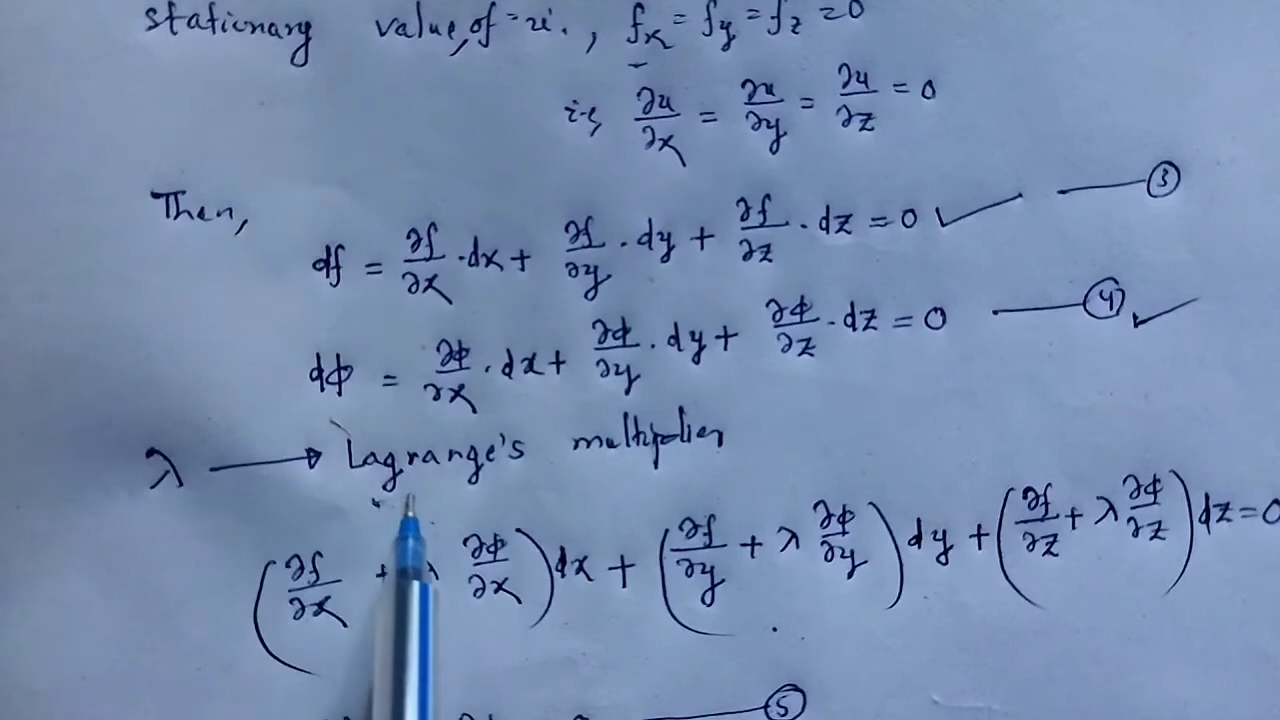 stationary value, of = u. , fx = fy = fz = 0
i.e, ∂u/∂x = ∂u/∂y = ∂u/∂z = 0
Then,
df = ∂f/∂x · dx + ∂f/∂y · dy + ∂f/∂z · dz = 0 ✓ — ③
dφ = ∂φ/∂x · dx + ∂φ/∂y · dy + ∂φ/∂z · dz = 0 — ④ ✓
λ → Lagrange's multiplier
(∂f/∂x + λ ∂φ/∂x) dx + (∂f/∂y + λ ∂φ/∂y) dy + (∂f/∂z + λ ∂φ/∂z) dz = 0
— ⑤